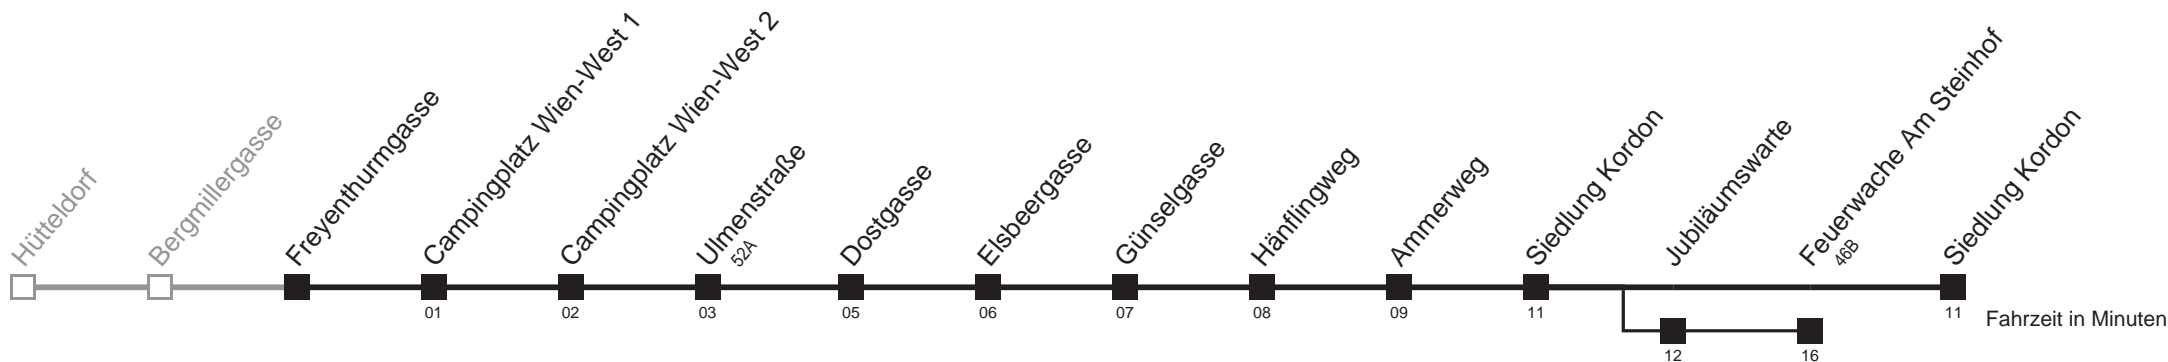 Hütteldorf
Bergmillergasse
Freyenthurmgasse
Campingplatz Wien-West 1
Campingplatz Wien-West 2
Ulmenstraße
52A
Dostgasse
Elsbeergasse
Günselgasse
Hänflingweg
Ammerweg
Siedlung Kordon
Jubiläumswarte
Feuerwache Am Steinhof
46B
Siedlung Kordon
01 02 03 05 06 07 08 09 11 11
Fahrzeit in Minuten
12 16